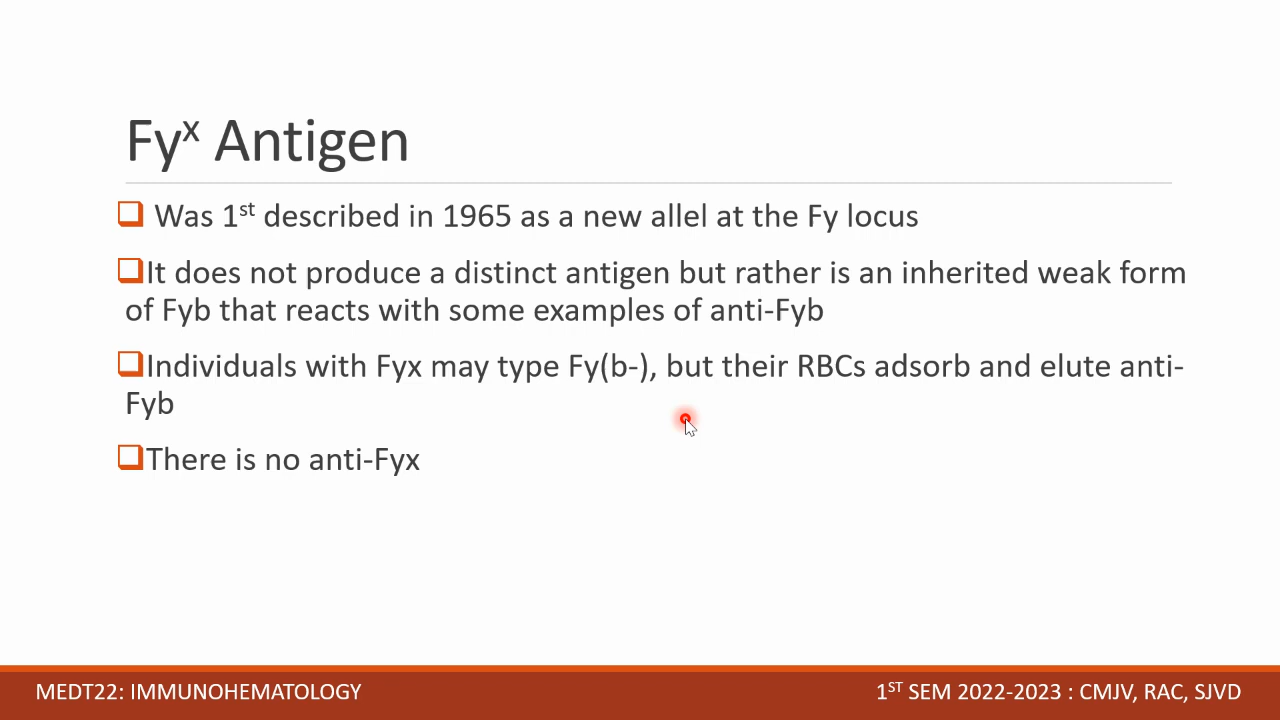 Fyˣ Antigen
Was 1ˢᵗ described in 1965 as a new allel at the Fy locus
It does not produce a distinct antigen but rather is an inherited weak form
of Fyb that reacts with some examples of anti-Fyb
Individuals with Fyx may type Fy(b-), but their RBCs adsorb and elute anti-
Fyb
There is no anti-Fyx
MEDT22: IMMUNOHEMATOLOGY
1ˢᵀ SEM 2022-2023 : CMJV, RAC, SJVD